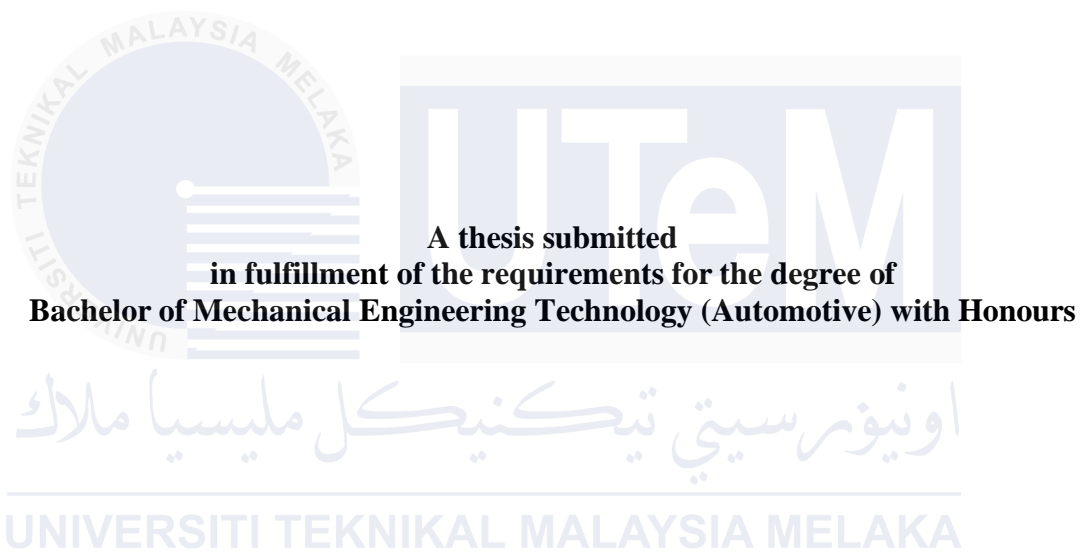 UNIVERSITI TEKNIKAL MALAYSIA MELAKA
UTeM
A thesis submitted
in fulfillment of the requirements for the degree of
Bachelor of Mechanical Engineering Technology (Automotive) with Honours
اونيۏرسيتي تيكنيكل مليسيا ملاك
UNIVERSITI TEKNIKAL MALAYSIA MELAKA